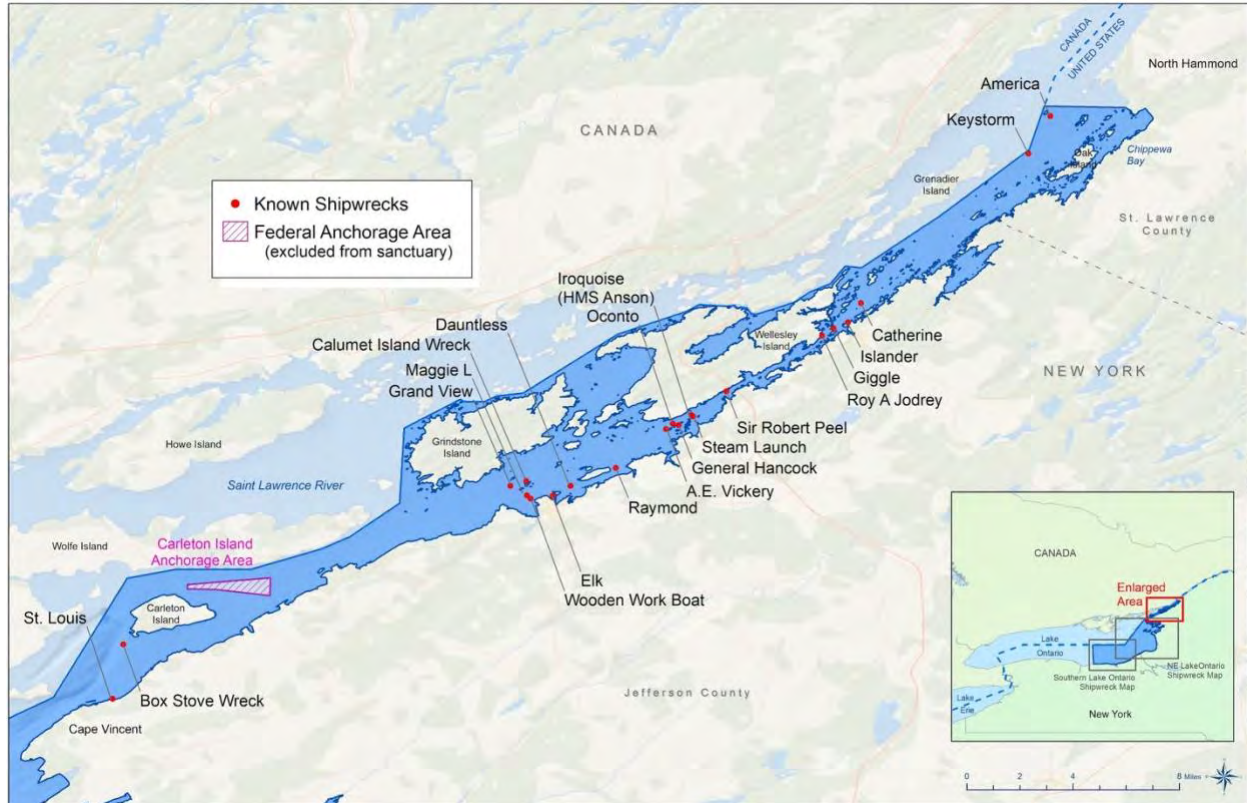 CANADA
UNITED STATES
North Hammond
America
Keystorm
CANADA
Oak
Island
Chippewa
Bay
Grenadier
Island
St. Lawrence
County
Known Shipwrecks
Federal Anchorage Area
(excluded from sanctuary)
Iroquoise
(HMS Anson)
Oconto
Dauntless
Calumet Island Wreck
Maggie L
Grand View
Wellesley
Island
Catherine
Islander
Giggle
Roy A Jodrey
NEW YORK
Sir Robert Peel
Steam Launch
General Hancock
A.E. Vickery
Raymond
Grindstone
Island
Howe Island
Saint Lawrence River
Wolfe Island
Carleton Island
Anchorage Area
Elk
Wooden Work Boat
St. Louis
Carleton
Island
Box Stove Wreck
Cape Vincent
Jefferson County
CANADA
Enlarged
Area
Lake
Ontario
Southern Lake Ontario
Shipwreck Map
NE LakeOntario
Shipwreck Map
Lake
Erie
New York
0 2 4 8 Miles